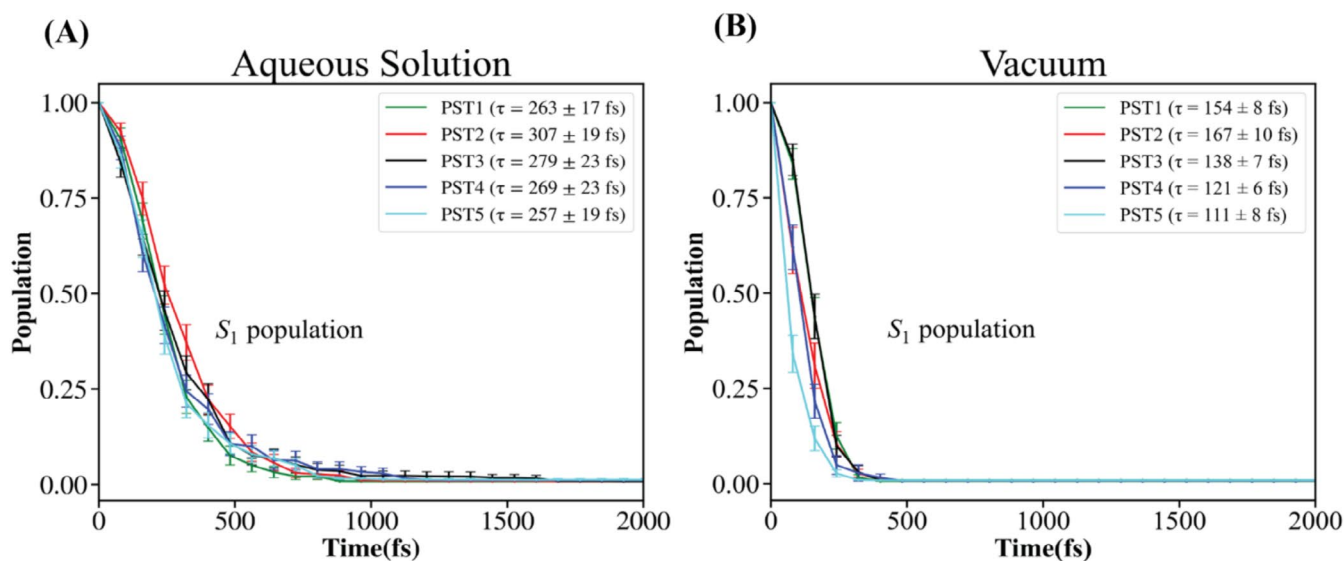 (A)
Aqueous Solution
Population
1.00
0.75
0.50
0.25
0.00
PST1 (τ = 263 ± 17 fs)
PST2 (τ = 307 ± 19 fs)
PST3 (τ = 279 ± 23 fs)
PST4 (τ = 269 ± 23 fs)
PST5 (τ = 257 ± 19 fs)
S₁ population
0 500 1000 1500 2000
Time(fs)
(B)
Vacuum
Population
1.00
0.75
0.50
0.25
0.00
PST1 (τ = 154 ± 8 fs)
PST2 (τ = 167 ± 10 fs)
PST3 (τ = 138 ± 7 fs)
PST4 (τ = 121 ± 6 fs)
PST5 (τ = 111 ± 8 fs)
S₁ population
0 500 1000 1500 2000
Time(fs)